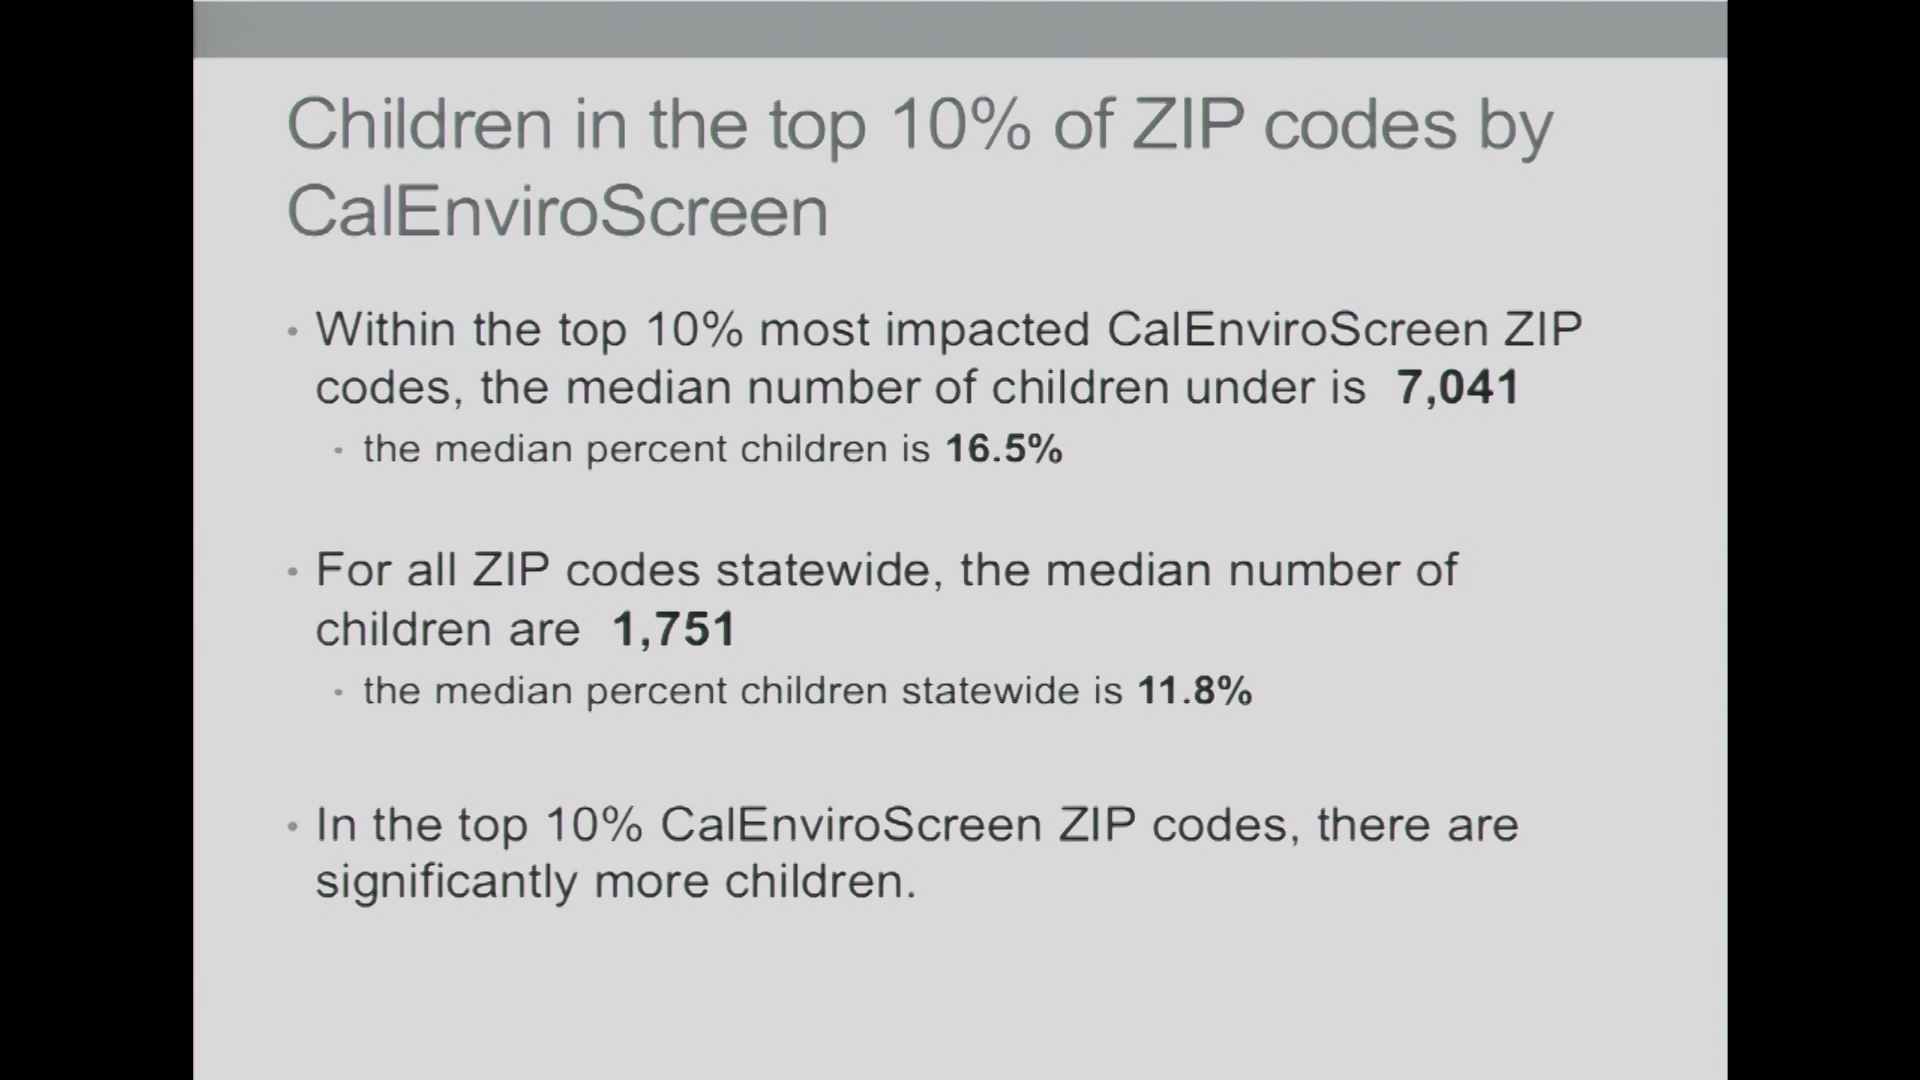 Children in the top 10% of ZIP codes by
CalEnviroScreen
• Within the top 10% most impacted CalEnviroScreen ZIP
codes, the median number of children under is 7,041
• the median percent children is 16.5%
• For all ZIP codes statewide, the median number of
children are 1,751
• the median percent children statewide is 11.8%
• In the top 10% CalEnviroScreen ZIP codes, there are
significantly more children.